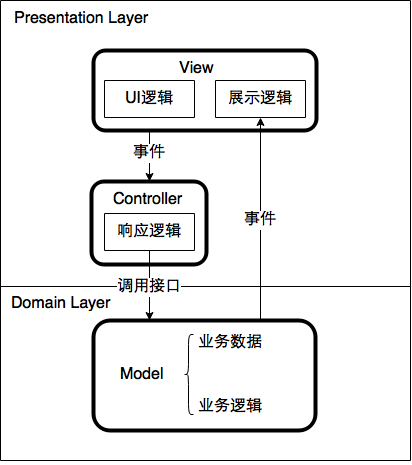 Presentation Layer
View
UI逻辑
展示逻辑
事件
Controller
响应逻辑
事件
调用接口
Domain Layer
业务数据
Model
业务逻辑